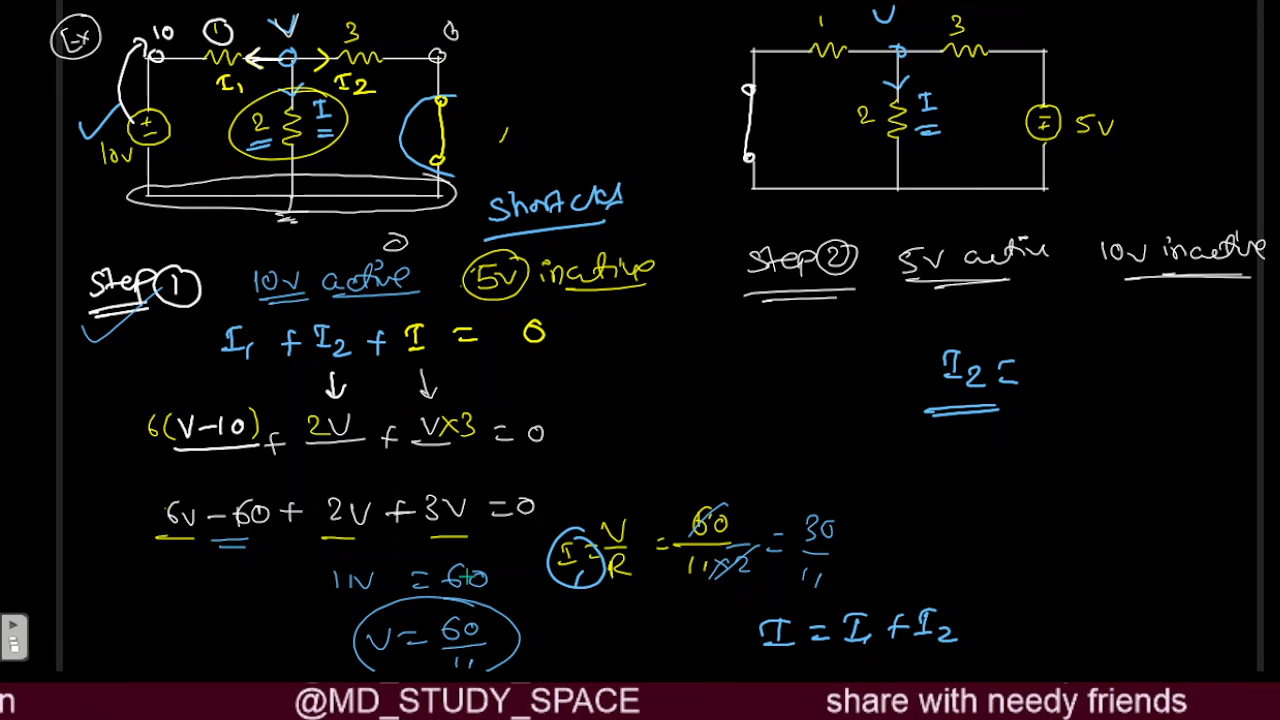 Ex
10 1 V 3 0
I1 I2
10V + - 2 I
V
1 3
2 I 5V
shortckt
0
step 1 10V active 5V inactive
step 2 5V active 10V inactive
I1 + I2 + I = 0
I2 =
6(V-10) + 2V + V×3 = 0
6V - 60 + 2V + 3V = 0
11V = 60
V = 60/11
I1 = V/R = 60/11×2 = 30/11
I = I1 + I2
n @MD_STUDY_SPACE share with needy friends